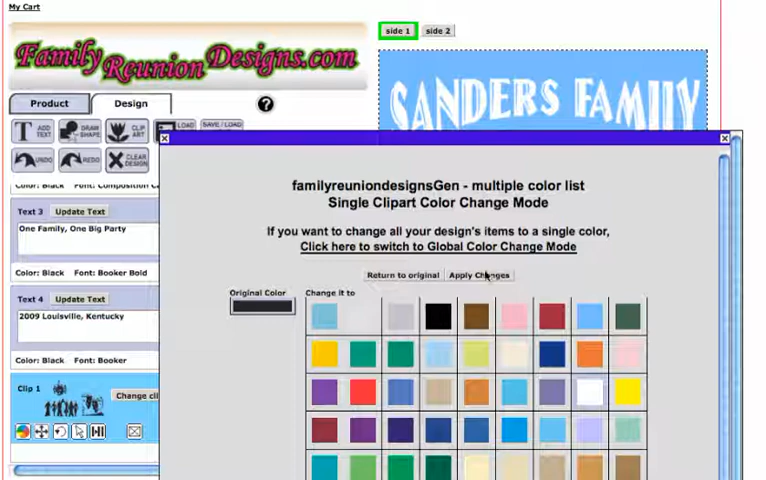 My Cart
FamilyReunionDesigns.com
side 1 side 2
SANDERS FAMILY
Product Design ?
ADD TEXT DRAW SHAPE CLIP ART LOAD SAVE / LOAD
UNDO REDO CLEAR DESIGN
Text 3 Update Text
One Family, One Big Party
Color: Black Font: Booker Bold
Text 4 Update Text
2009 Louisville, Kentucky
Color: Black Font: Booker
Clip 1 Change cli
familyreuniondesignsGen - multiple color list
Single Clipart Color Change Mode
If you want to change all your design's items to a single color,
Click here to switch to Global Color Change Mode
Return to original Apply Changes
Original Color Change it to